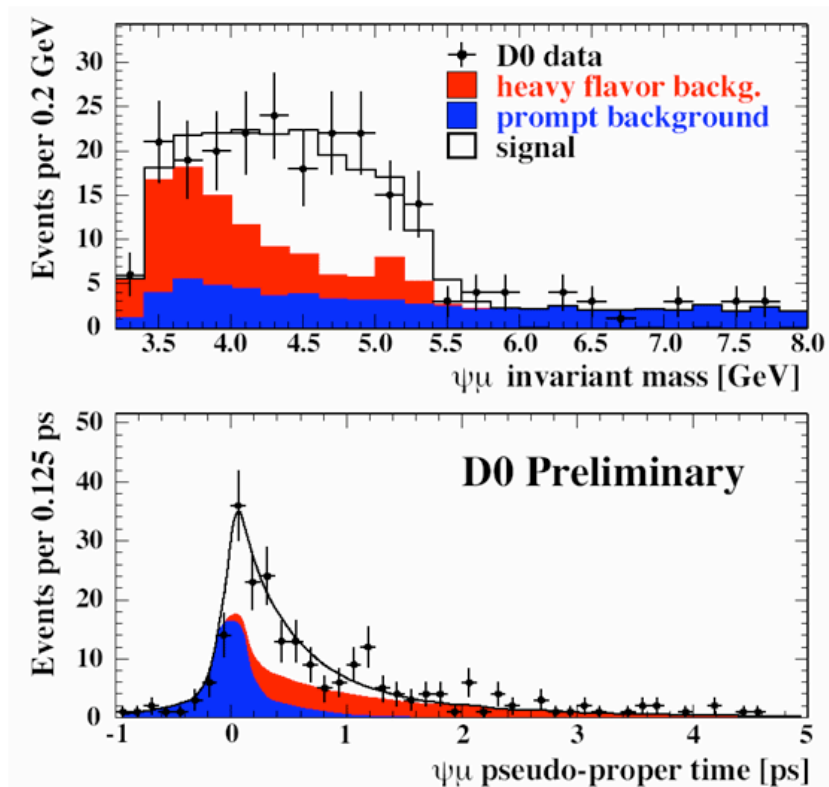 Events per 0.2 GeV
30
25
20
15
10
5
0
D0 data
heavy flavor backg.
prompt background
signal
3.5 4.0 4.5 5.0 5.5 6.0 6.5 7.0 7.5 8.0
ψμ invariant mass [GeV]
Events per 0.125 ps
50
40
30
20
10
0
D0 Preliminary
-1 0 1 2 3 4 5
ψμ pseudo-proper time [ps]